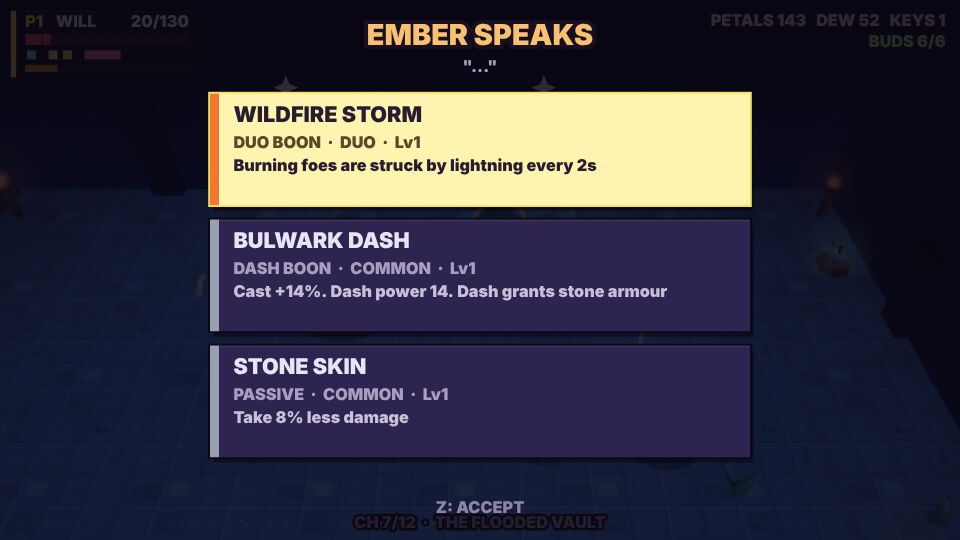 P1 WILL 20/130
EMBER SPEAKS
PETALS 143 DEW 52 KEYS 1
BUDS 6/6
"..."
WILDFIRE STORM
DUO BOON · DUO · Lv1
Burning foes are struck by lightning every 2s
BULWARK DASH
DASH BOON · COMMON · Lv1
Cast +14%. Dash power 14. Dash grants stone armour
STONE SKIN
PASSIVE · COMMON · Lv1
Take 8% less damage
Z: ACCEPT
CH7/12 · THE FLOODED VAULT